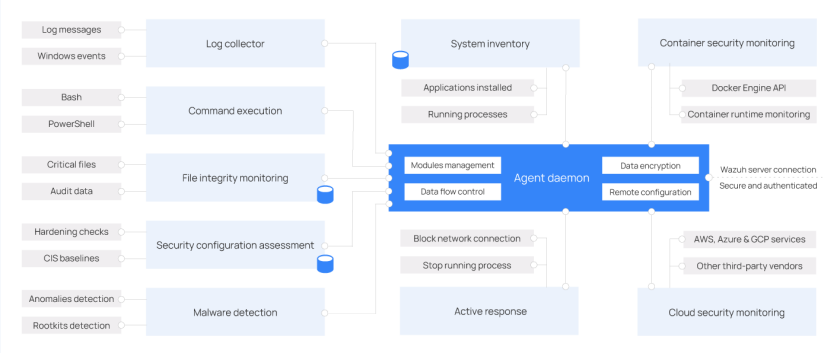 Log messages
Windows events
Log collector
Bash
PowerShell
Command execution
Critical files
Audit data
File integrity monitoring
Hardening checks
CIS baselines
Security configuration assessment
Anomalies detection
Rootkits detection
Malware detection
System inventory
Applications installed
Running processes
Container security monitoring
Docker Engine API
Container runtime monitoring
Modules management
Data flow control
Agent daemon
Data encryption
Remote configuration
Wazuh server connection
Secure and authenticated
Block network connection
Stop running process
Active response
AWS, Azure & GCP services
Other third-party vendors
Cloud security monitoring